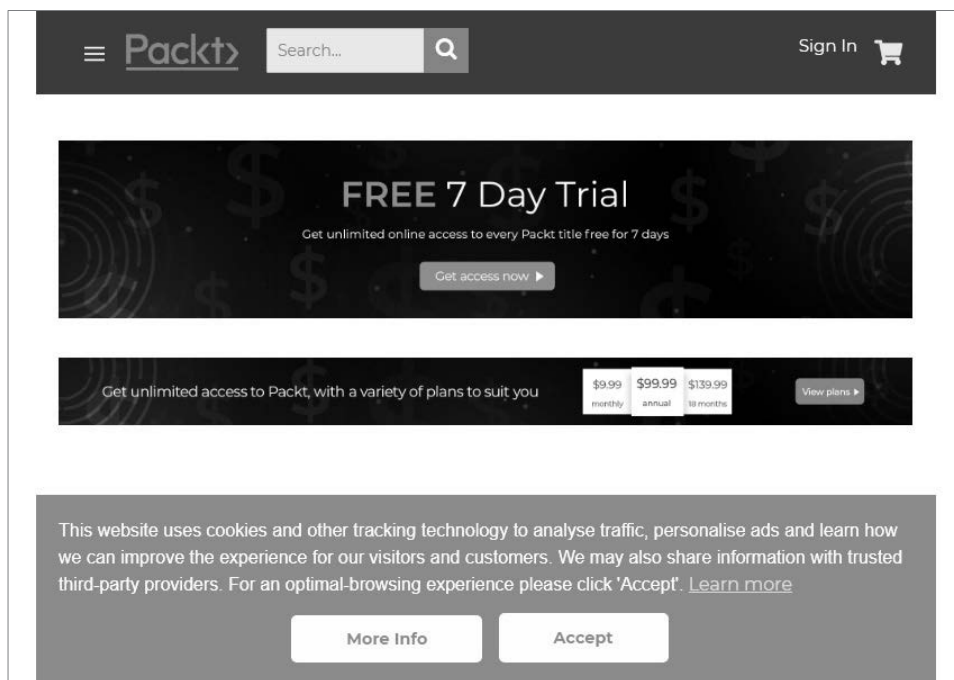 Packt>
Search...
Sign In
FREE 7 Day Trial
Get unlimited online access to every Packt title free for 7 days
Get access now
Get unlimited access to Packt, with a variety of plans to suit you
$9.99 $99.99 $139.99
monthly annual 18 months
View plans
This website uses cookies and other tracking technology to analyse traffic, personalise ads and learn how
we can improve the experience for our visitors and customers. We may also share information with trusted
third-party providers. For an optimal-browsing experience please click 'Accept'. Learn more
More Info
Accept